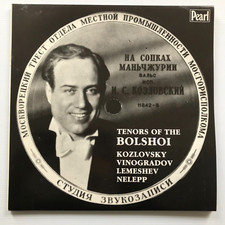 Pearl
МОСКВОРЕЦКИЙ ТРЕСТ ОТДЕЛА МЕСТНОЙ ПРОМЫШЛЕННОСТИ МОСГОРИСПОЛКОМА
НА СОПКАХ
МАНЬЧЖУРИИ
ВАЛЬС
И. С. КОЗЛОВСКИЙ
TENORS OF THE
BOLSHOI
KOZLOVSKY
VINOGRADOV
LEMESHEV
NELEPP
СТУДИЯ ЗВУКОЗАПИСИ